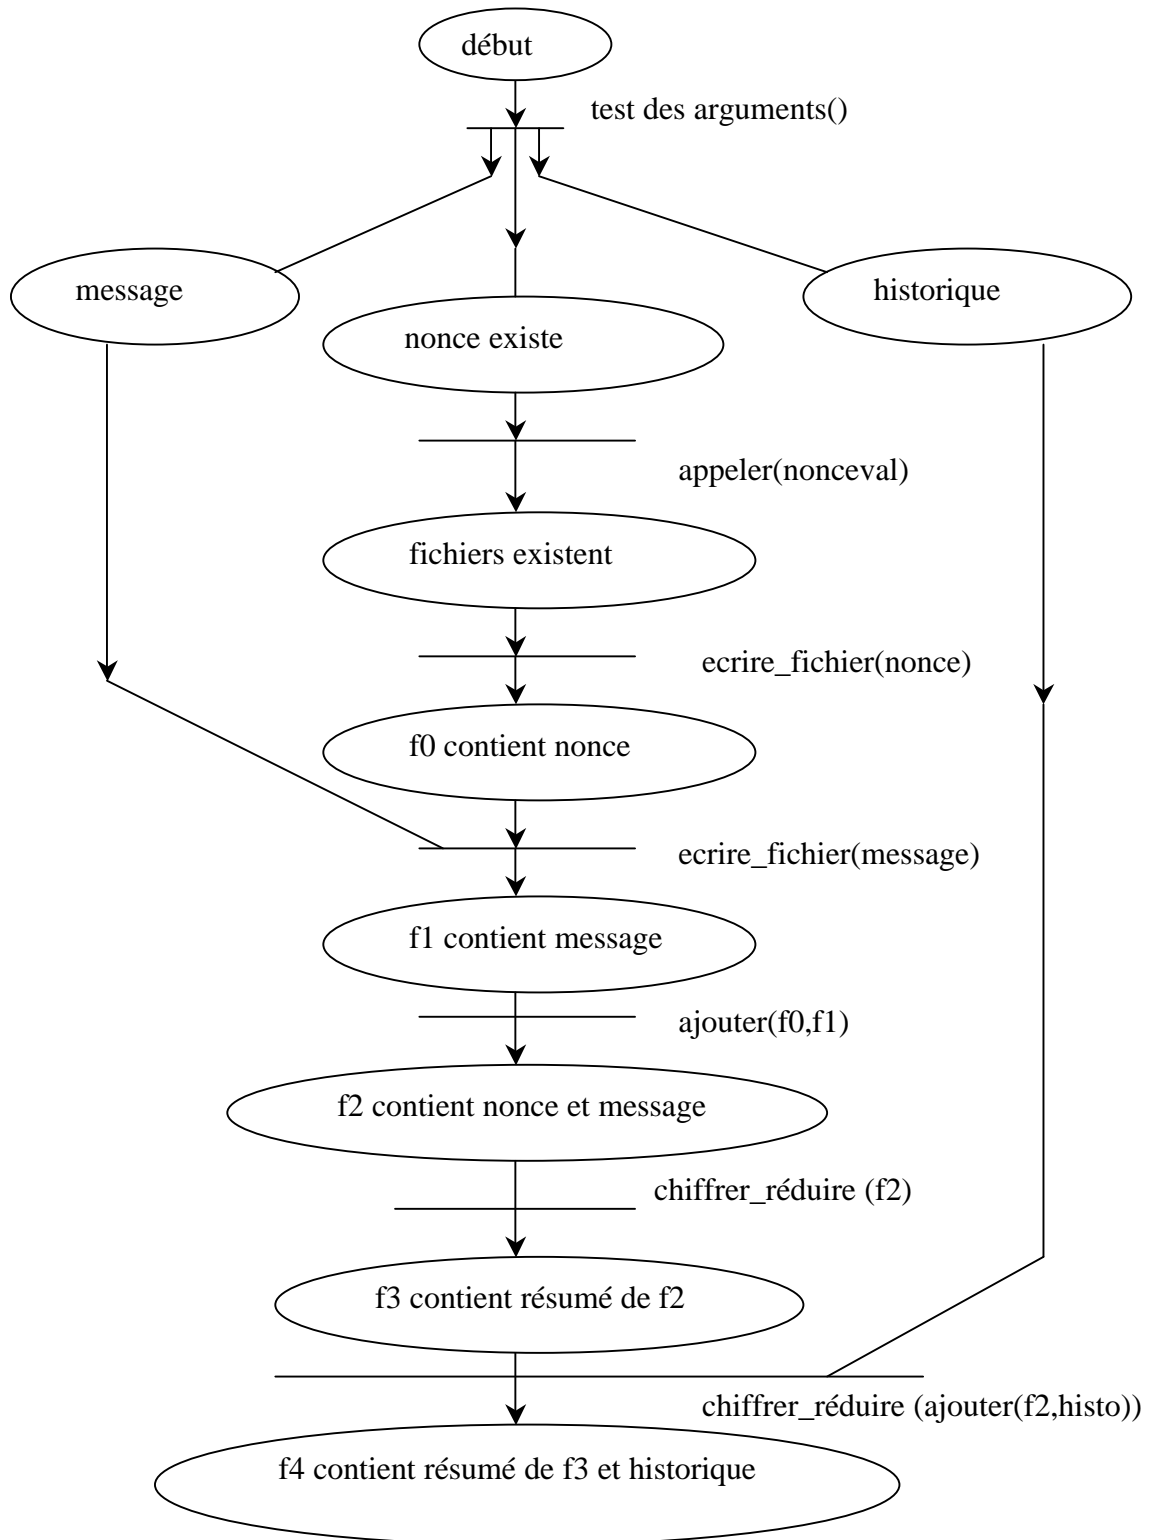 début
test des arguments()
message
historique
nonce existe
appeler(nonceval)
fichiers existent
ecrire_fichier(nonce)
f0 contient nonce
ecrire_fichier(message)
f1 contient message
ajouter(f0,f1)
f2 contient nonce et message
chiffrer_réduire (f2)
f3 contient résumé de f2
chiffrer_réduire (ajouter(f2,histo))
f4 contient résumé de f3 et historique